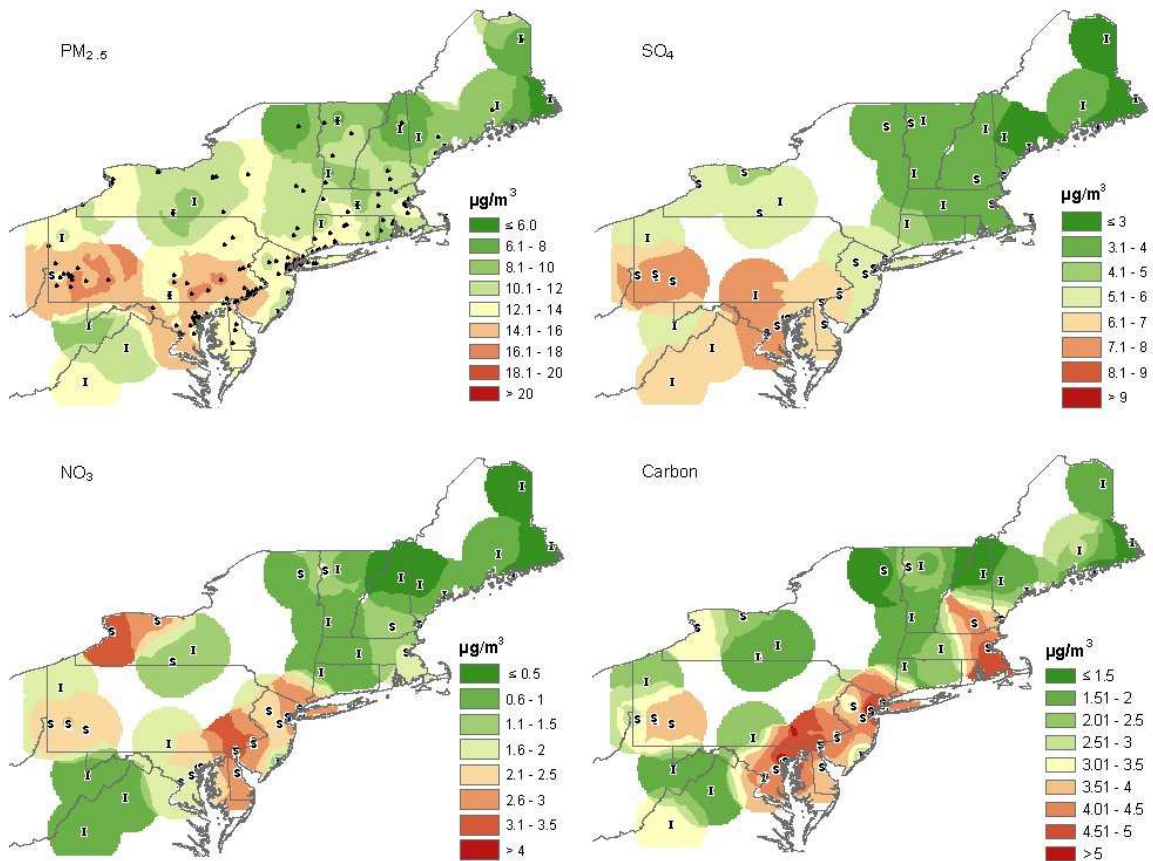 PM2.5
µg/m3
≤ 6.0
6.1 - 8
8.1 - 10
10.1 - 12
12.1 - 14
14.1 - 16
16.1 - 18
18.1 - 20
> 20
I
I
I
I
I
I
I
I
I
I
I
S
I
I
I
I
SO4
µg/m3
≤ 3
3.1 - 4
4.1 - 5
5.1 - 6
6.1 - 7
7.1 - 8
8.1 - 9
> 9
I
I
I
S
S
I
I
I
S
I
S
S
S
I
S
I
I
S
I
S
S
S
S
S
S
I
S
S
I
I
NO3
µg/m3
≤ 0.5
0.6 - 1
1.1 - 1.5
1.6 - 2
2.1 - 2.5
2.6 - 3
3.1 - 3.5
> 4
I
I
I
S
S
I
I
I
S
S
I
S
I
I
S
S
I
I
I
S
S
S
S
S
S
I
S
S
S
I
I
I
Carbon
µg/m3
≤ 1.5
1.51 - 2
2.01 - 2.5
2.51 - 3
3.01 - 3.5
3.51 - 4
4.01 - 4.5
4.51 - 5
> 5
I
I
I
S
S
I
I
I
S
S
I
S
S
I
I
S
I
I
S
S
S
S
S
S
I
S
S
S
I
I
I